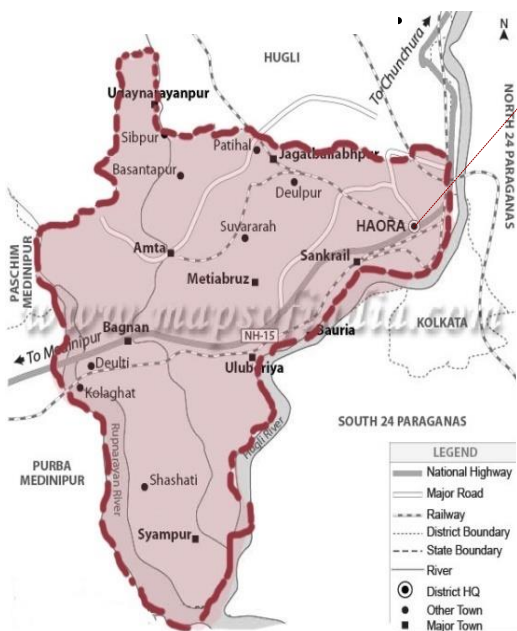 N
HUGLI
To Chunchura
NORTH 24 PARAGANAS
Udaynarayanpur
Sibpur
Patihal
Jagatballabhpur
Basantapur
Deulpur
HAORA
Suvararah
Amta
Sankrail
Metiabruz
PASCHIM
MEDINIPUR
www.mapsofindia.com
KOLKATA
Bagnan
NH-15
Bauria
To Medinipur
Deulti
Uluberiya
Kolaghat
Hugli River
SOUTH 24 PARAGANAS
PURBA
MEDINIPUR
Rupnarayan River
Shashati
Syampur
LEGEND
National Highway
Major Road
Railway
District Boundary
State Boundary
River
District HQ
Other Town
Major Town